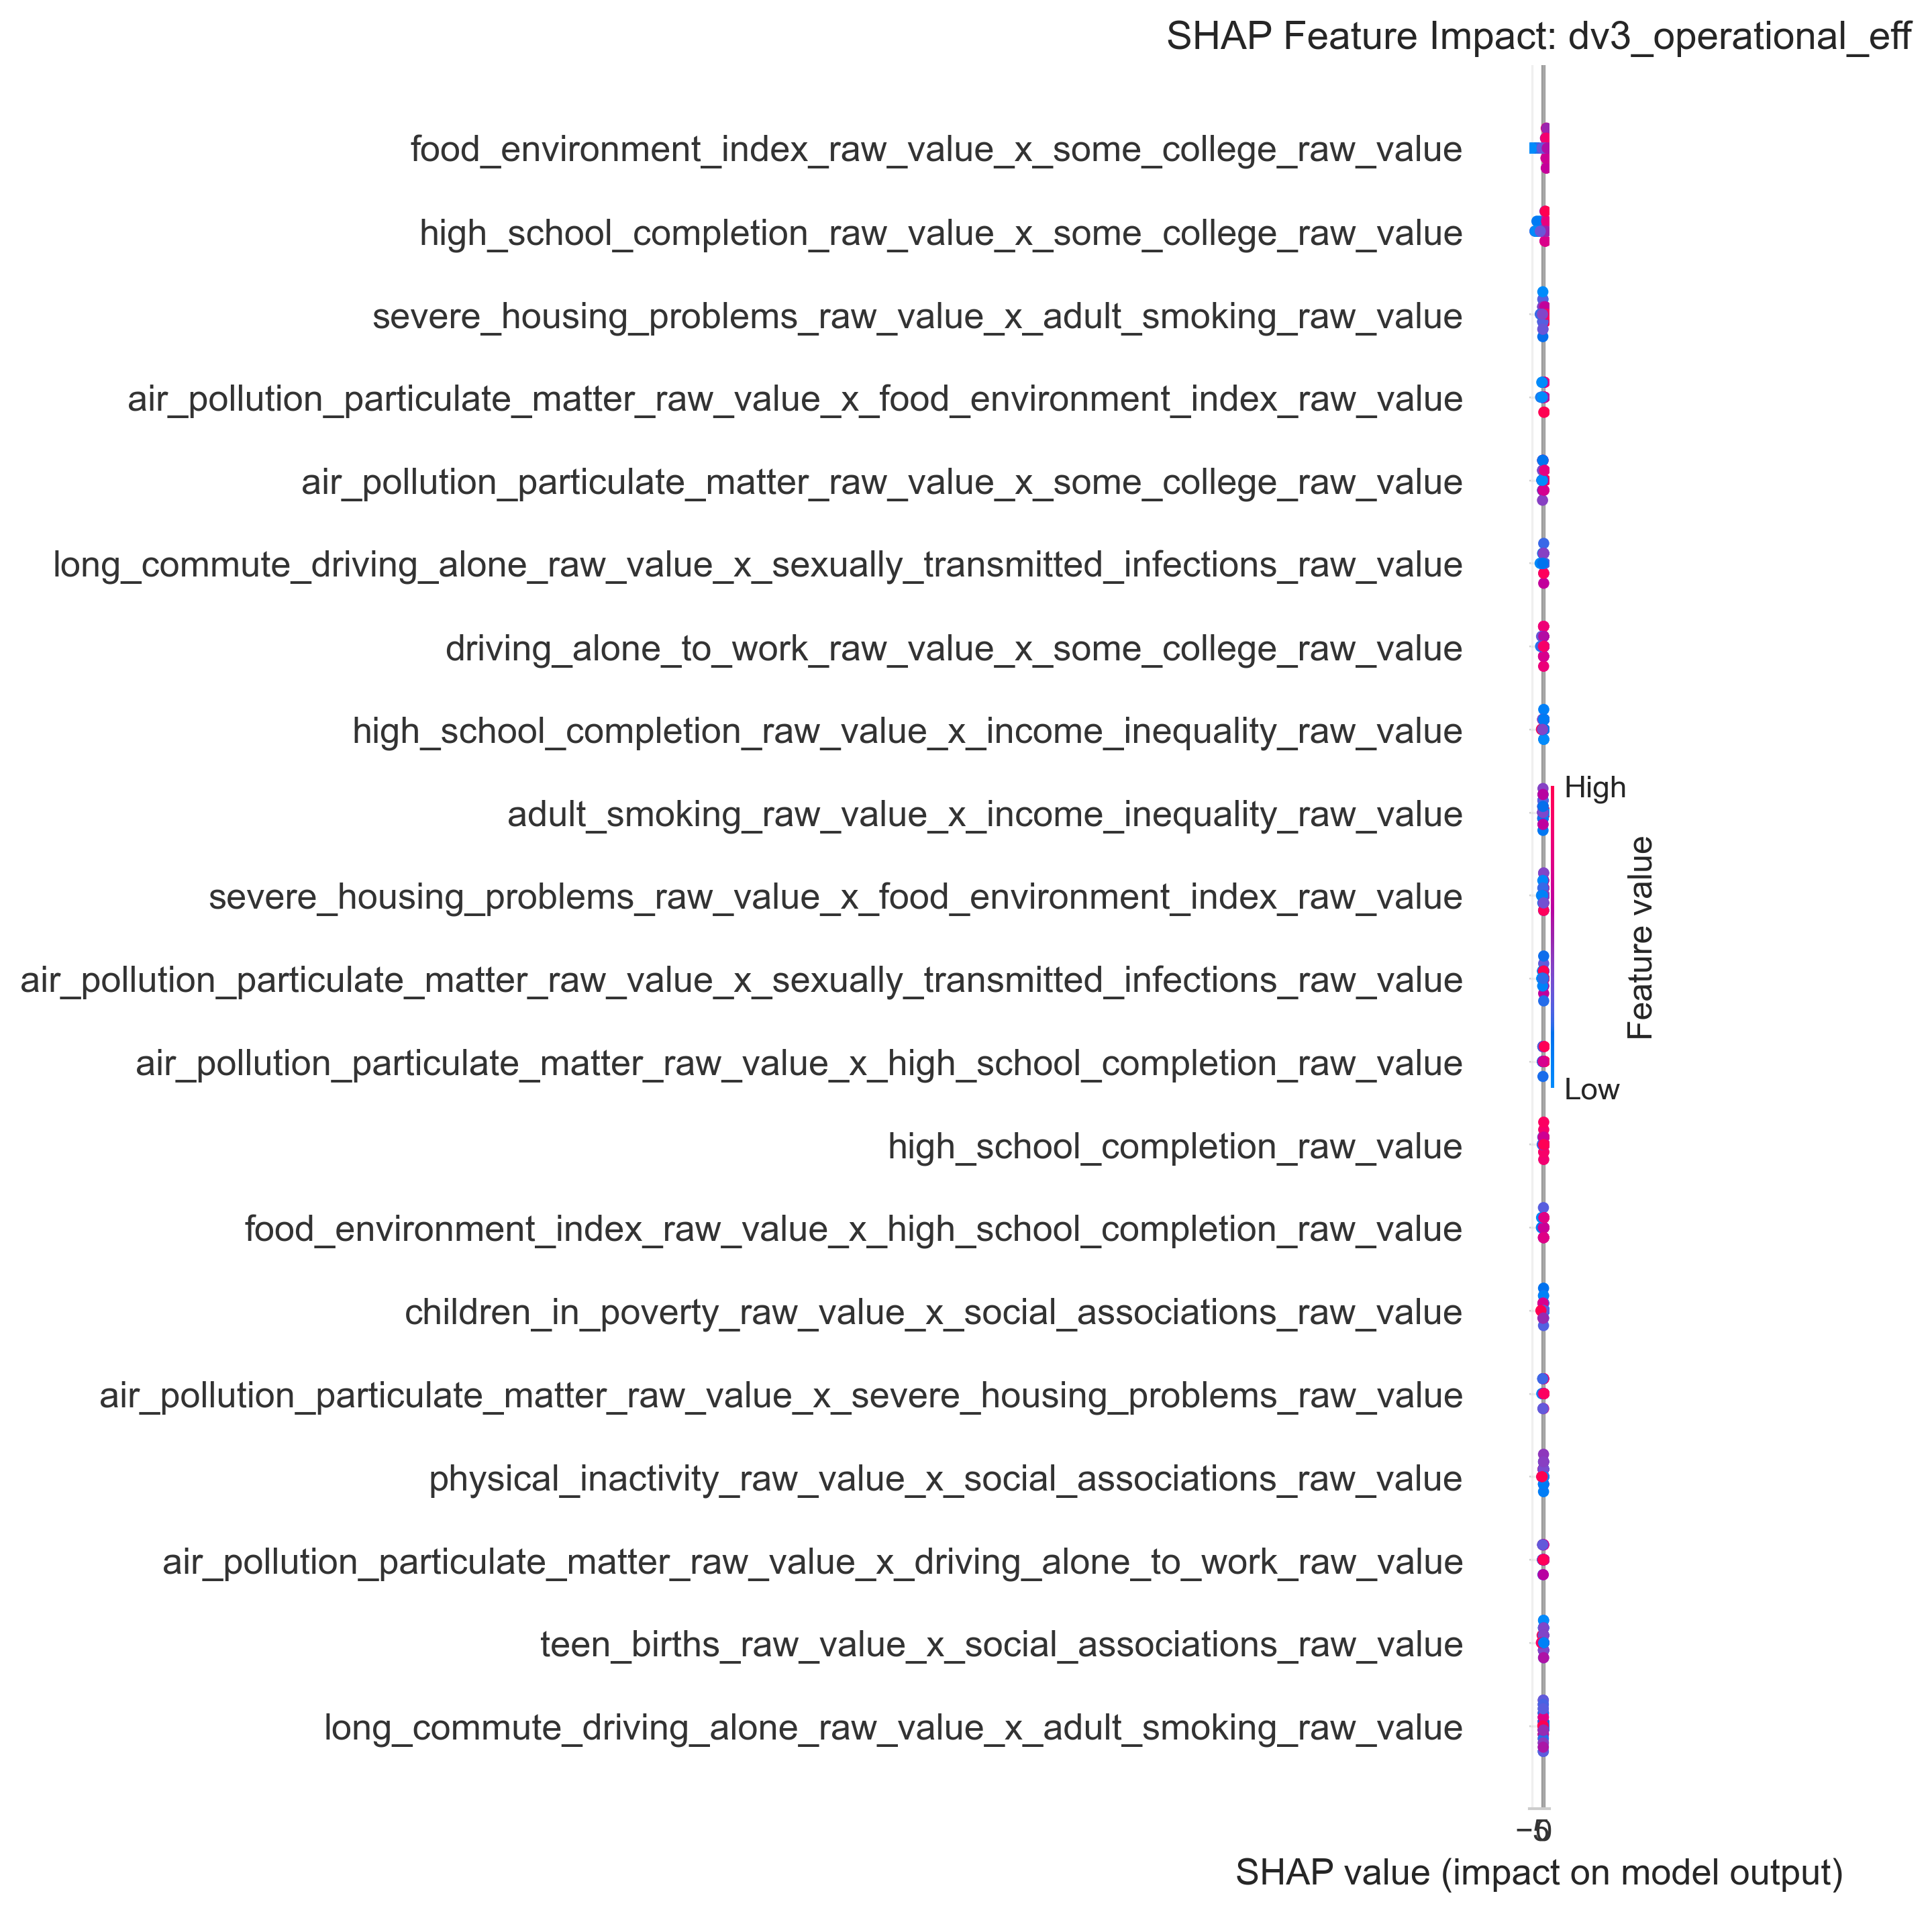 SHAP Feature Impact: dv3_operational_eff
food_environment_index_raw_value_x_some_college_raw_value
high_school_completion_raw_value_x_some_college_raw_value
severe_housing_problems_raw_value_x_adult_smoking_raw_value
air_pollution_particulate_matter_raw_value_x_food_environment_index_raw_value
air_pollution_particulate_matter_raw_value_x_some_college_raw_value
long_commute_driving_alone_raw_value_x_sexually_transmitted_infections_raw_value
driving_alone_to_work_raw_value_x_some_college_raw_value
high_school_completion_raw_value_x_income_inequality_raw_value
adult_smoking_raw_value_x_income_inequality_raw_value
severe_housing_problems_raw_value_x_food_environment_index_raw_value
air_pollution_particulate_matter_raw_value_x_sexually_transmitted_infections_raw_value
air_pollution_particulate_matter_raw_value_x_high_school_completion_raw_value
high_school_completion_raw_value
food_environment_index_raw_value_x_high_school_completion_raw_value
children_in_poverty_raw_value_x_social_associations_raw_value
air_pollution_particulate_matter_raw_value_x_severe_housing_problems_raw_value
physical_inactivity_raw_value_x_social_associations_raw_value
air_pollution_particulate_matter_raw_value_x_driving_alone_to_work_raw_value
teen_births_raw_value_x_social_associations_raw_value
long_commute_driving_alone_raw_value_x_adult_smoking_raw_value
High
Feature value
Low
−5
0
SHAP value (impact on model output)